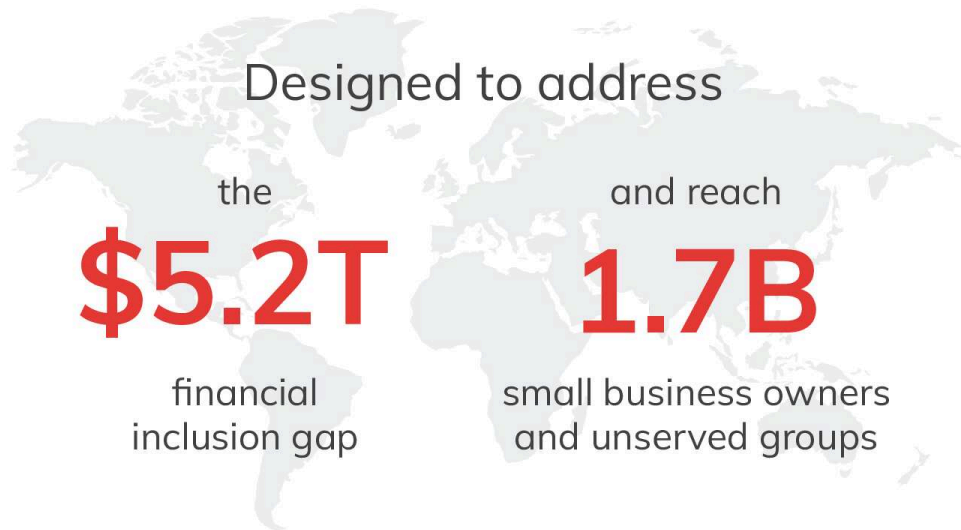 Designed to address
the
$5.2T
financial
inclusion gap
and reach
1.7B
small business owners
and unserved groups